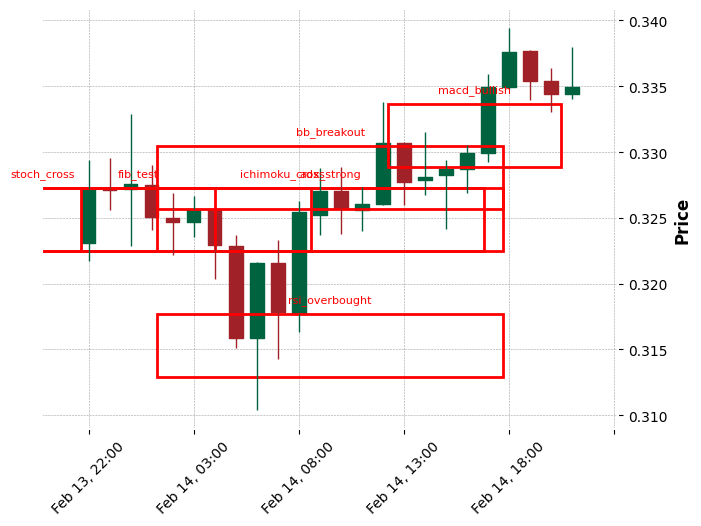 0.340
0.335
macd_bullish
0.330
bb_breakout
stoch_cross
fib_test
0.325
0.320
rsi_overbought
0.315
0.310
Price
Feb 13, 22:00
Feb 14, 03:00
Feb 14, 08:00
Feb 14, 13:00
Feb 14, 18:00